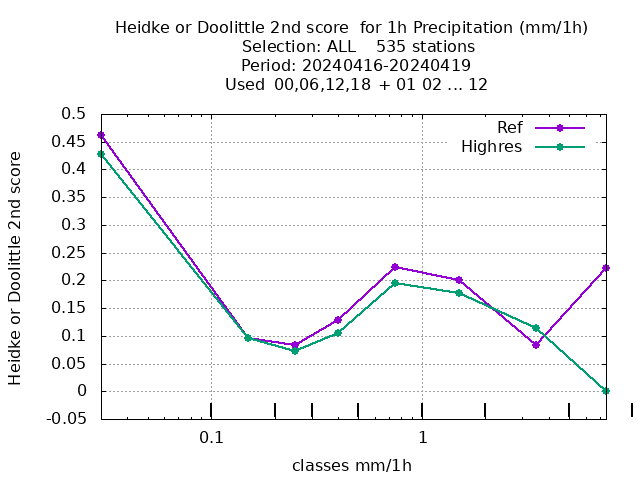 Heidke or Doolittle 2nd score  for 1h Precipitation (mm/1h)
Selection: ALL    535 stations
Period: 20240416-20240419
Used  00,06,12,18 + 01 02 ... 12
Ref
Highres
0.5
0.45
0.4
0.35
0.3
0.25
0.2
0.15
0.1
0.05
0
-0.05
Heidke or Doolittle 2nd score
0.1
1
classes mm/1h